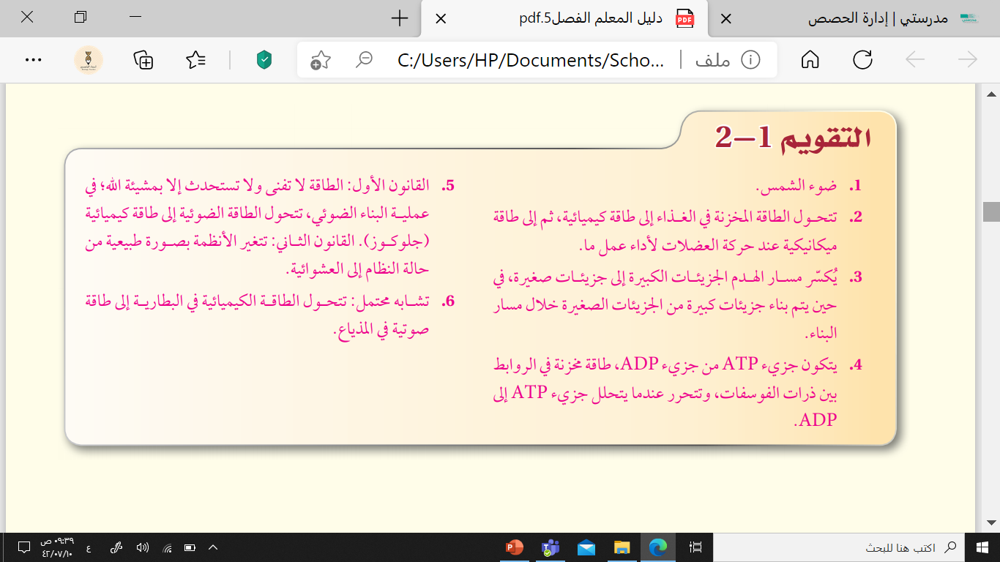 مدرستي | إدارة الحصص
دليل المعلم الفصل5.pdf
PDF
ملف
C:/Users/HP/Documents/Scho...
التقويم 1–2
1. ضوء الشمس.
2. تتحول الطاقة المخزنة في الغذاء إلى طاقة كيميائية، ثم إلى طاقة
ميكانيكية عند حركة العضلات لأداء عمل ما.
3. يُكسّر مسار الهدم الجزيئات الكبيرة إلى جزيئات صغيرة، في
حين يتم بناء جزيئات كبيرة من الجزيئات الصغيرة خلال مسار
البناء.
4. يتكون جزيء ATP من جزيء ADP، طاقة مخزنة في الروابط
بين ذرات الفوسفات، وتتحرر عندما يتحلل جزيء ATP إلى
ADP.
5. القانون الأول: الطاقة لا تفنى ولا تستحدث إلا بمشيئة الله؛ في
عملية البناء الضوئي، تتحول الطاقة الضوئية إلى طاقة كيميائية
(جلوكوز). القانون الثاني: تتغير الأنظمة بصورة طبيعية من
حالة النظام إلى العشوائية.
6. تشابه محتمل: تتحول الطاقة الكيميائية في البطارية إلى طاقة
صوتية في المذياع.
اكتب هنا للبحث
ع
٠٩:٣٩ ص
٤٢/٠٧/١٠